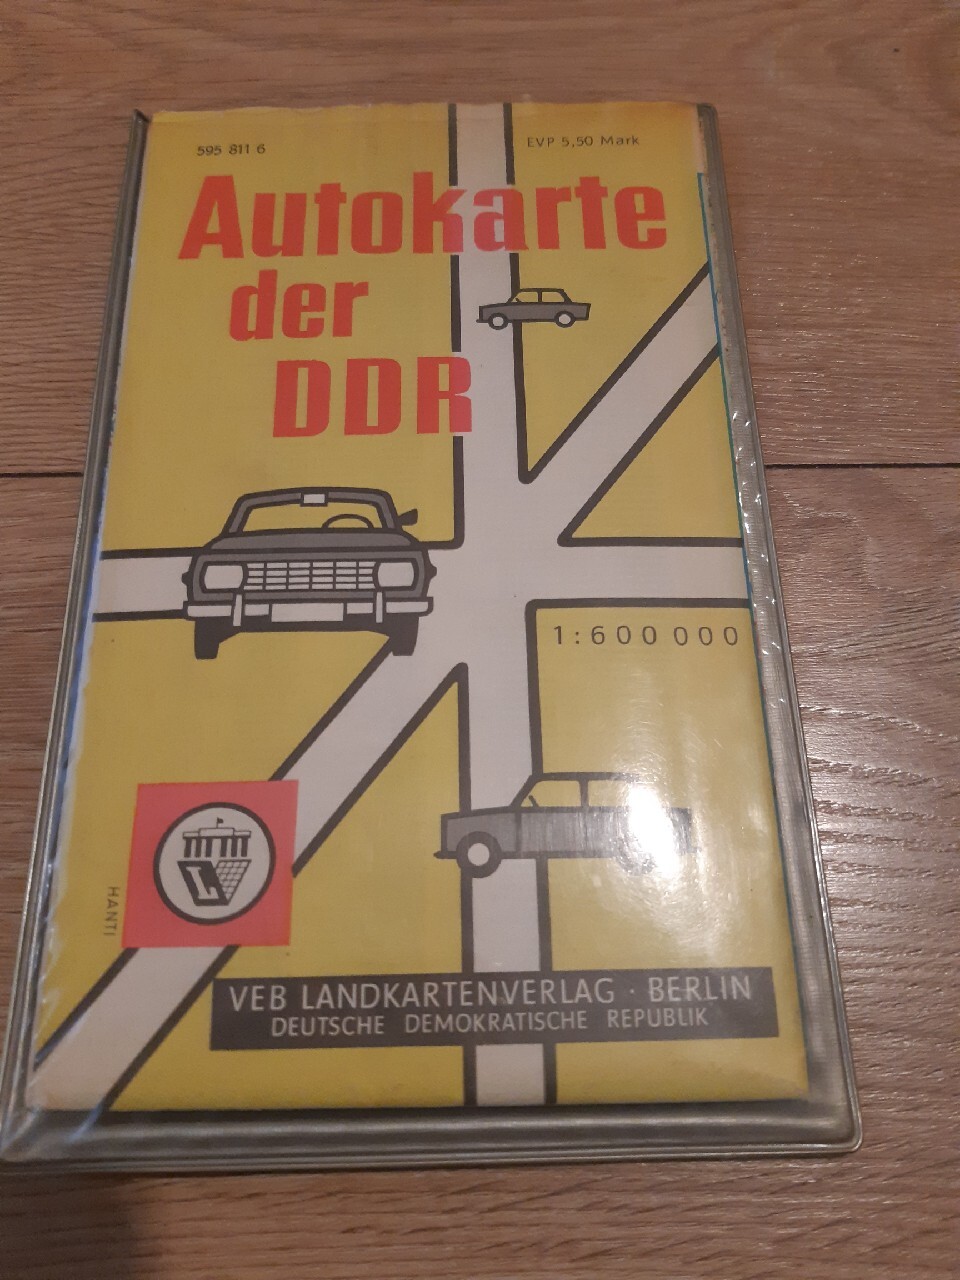 595 811 6
EVP 5,50 Mark
Autokarte
der
DDR
1:600 000
L
HANTI
VEB LANDKARTENVERLAG · BERLIN
DEUTSCHE DEMOKRATISCHE REPUBLIK